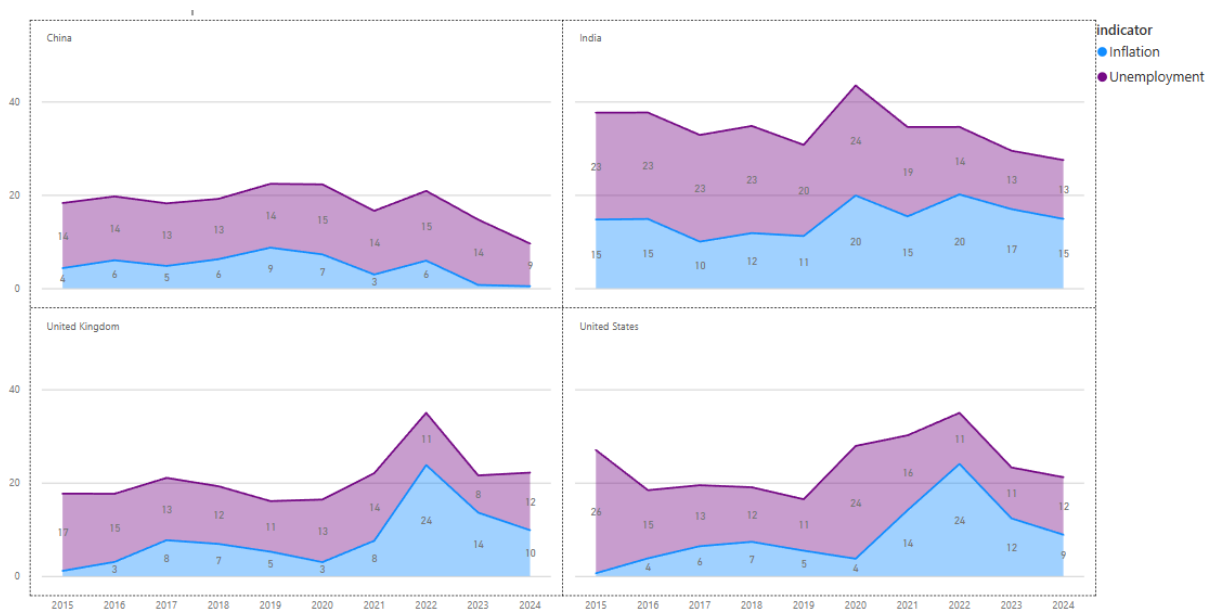 China
India
indicator
Inflation
Unemployment
40
20
0
14 14 13 13 14 15 14 15 14 9
4 6 5 6 9 7 3 6
23 23 23 23 20 24 19 14 13 13
15 15 10 12 11 20 15 20 17 15
United Kingdom
United States
40
20
0
17 15 13 12 11 13 14 11 8 12
3 8 7 5 3 8 24 14 10
26 15 13 12 11 24 16 11 11 12
4 6 7 5 4 14 24 12 9
2015 2016 2017 2018 2019 2020 2021 2022 2023 2024
2015 2016 2017 2018 2019 2020 2021 2022 2023 2024